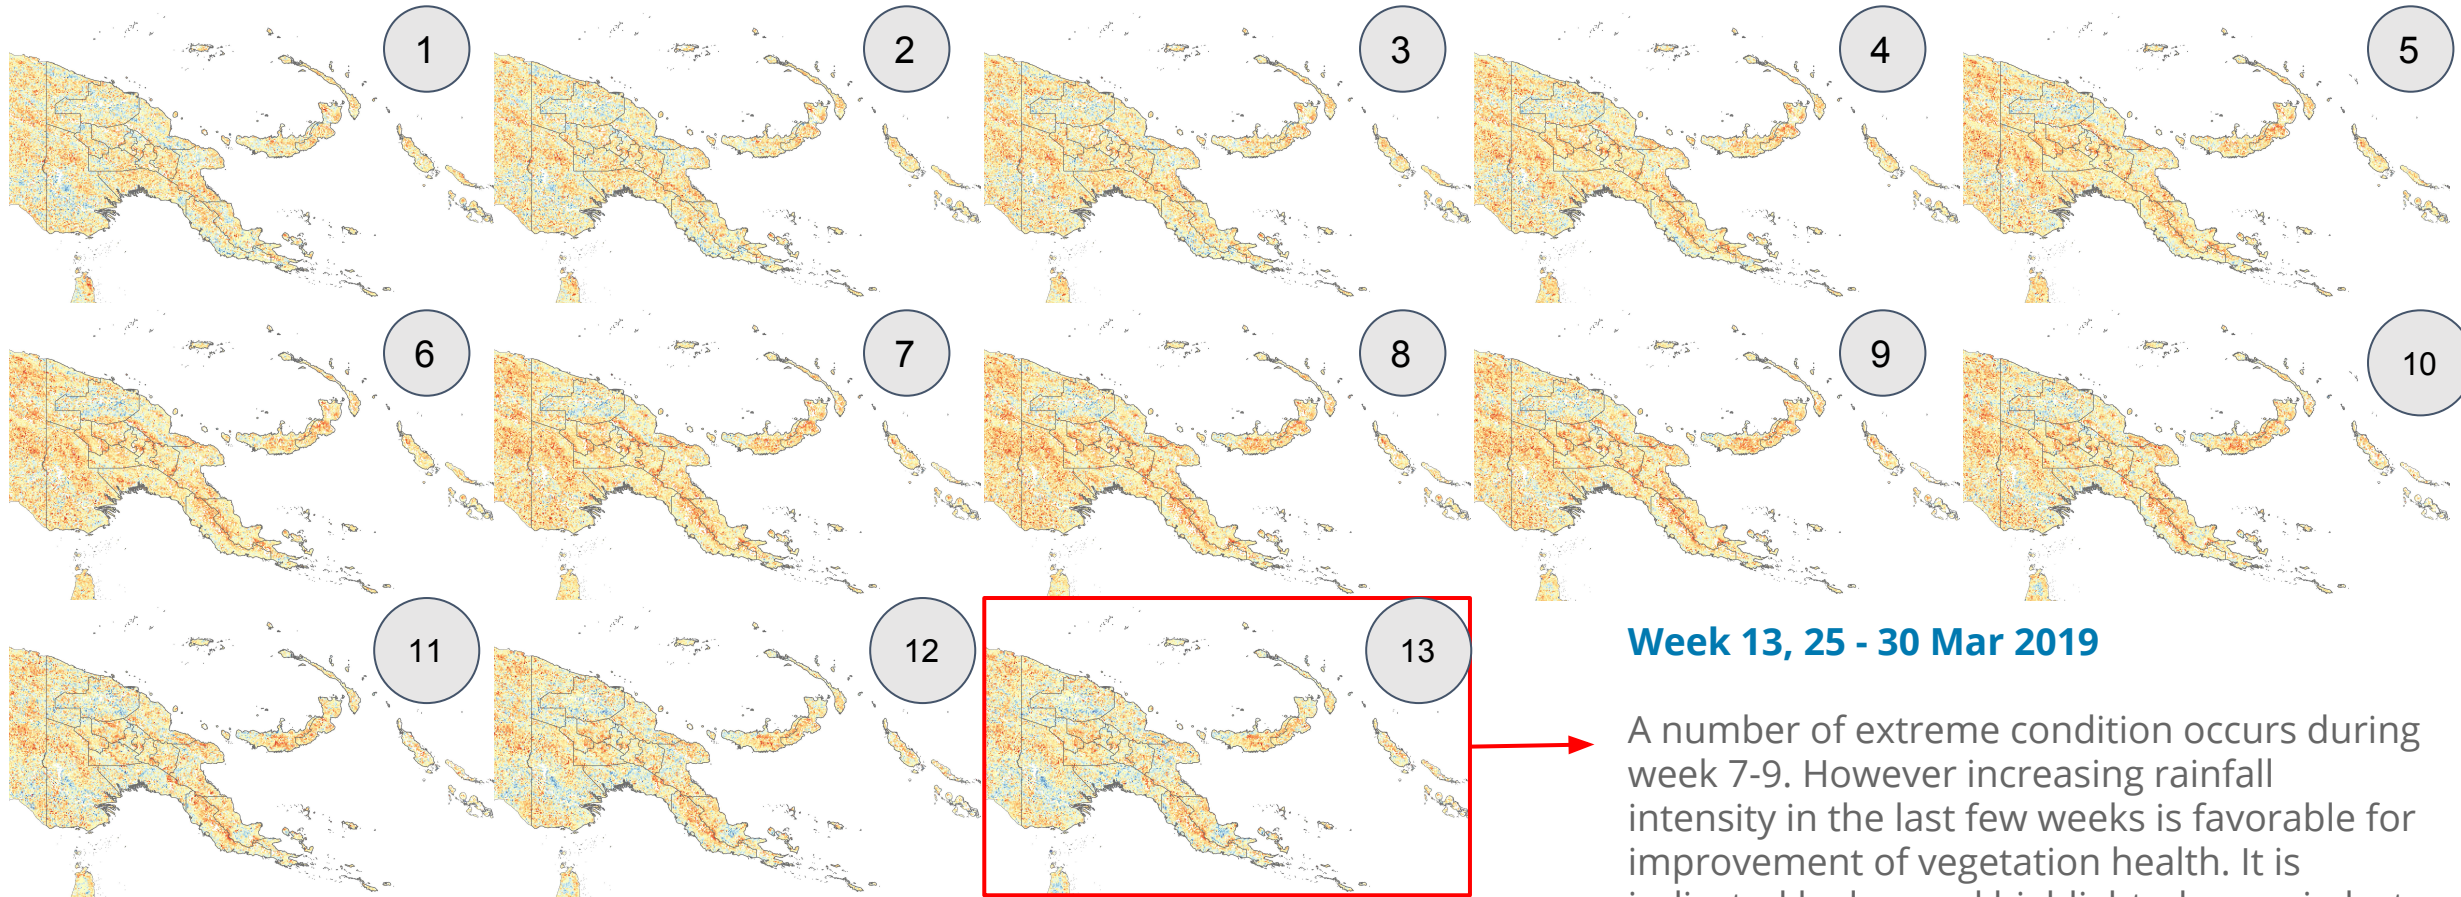 1
2
3
4
5
6
7
8
9
10
11
12
13
Week 13, 25 - 30 Mar 2019
A number of extreme condition occurs during
week 7-9. However increasing rainfall
intensity in the last few weeks is favorable for
improvement of vegetation health. It is